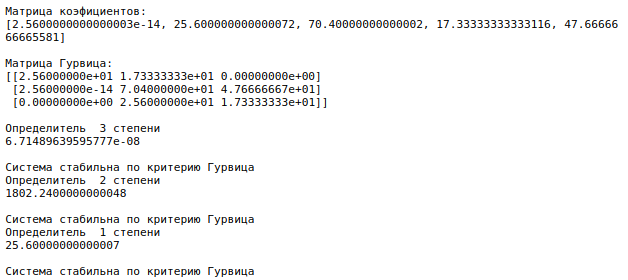 Матрица коэфициентов:
[2.5600000000000003e-14, 25.600000000000072, 70.40000000000002, 17.33333333333116, 47.66666
66665581]
Матрица Гурвица:
[[2.56000000e+01 1.73333333e+01 0.00000000e+00]
[2.56000000e-14 7.04000000e+01 4.76666667e+01]
[0.00000000e+00 2.56000000e+01 1.73333333e+01]]
Определитель  3 степени
6.71489639595777e-08
Система стабильна по критерию Гурвица
Определитель  2 степени
1802.2400000000048
Система стабильна по критерию Гурвица
Определитель  1 степени
25.60000000000007
Система стабильна по критерию Гурвица